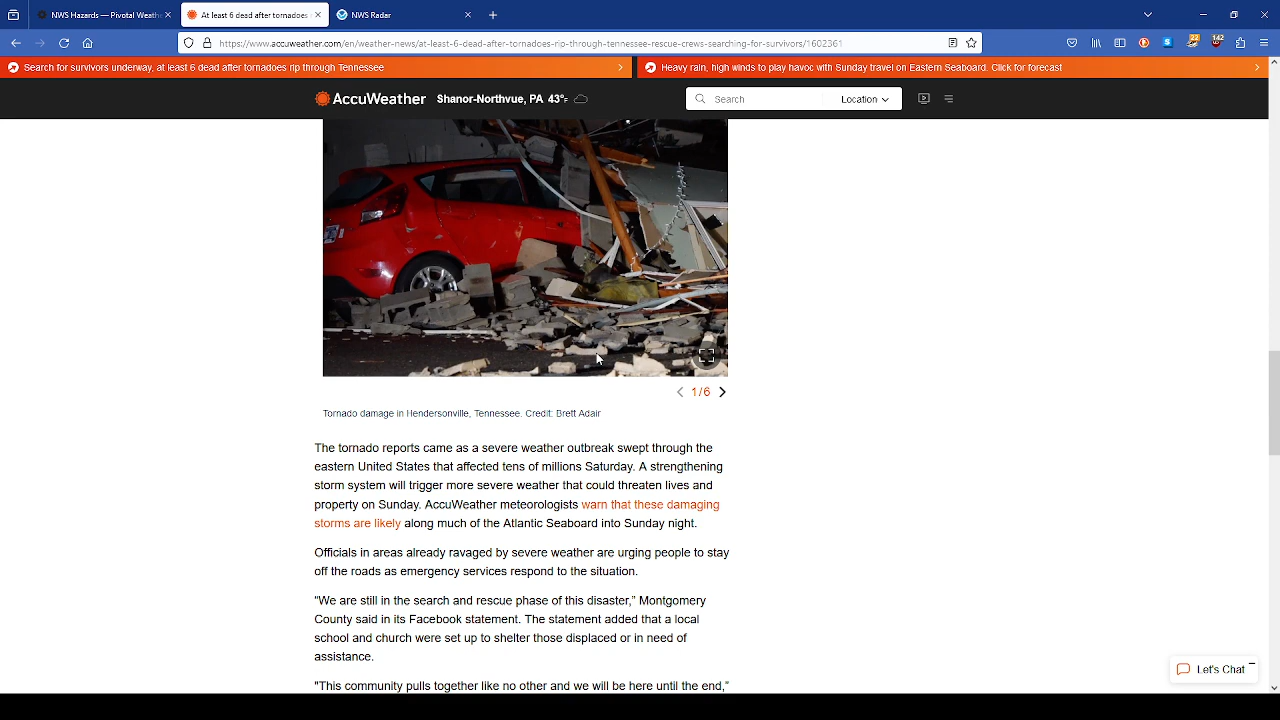 NWS Hazards — Pivotal Weath
At least 6 dead after tornadoes
NWS Radar
https://www.accuweather.com/en/weather-news/at-least-6-dead-after-tornadoes-rip-through-tennessee-rescue-crews-searching-for-survivors/1602361
22
142
Search for survivors underway, at least 6 dead after tornadoes rip through Tennessee
Heavy rain, high winds to play havoc with Sunday travel on Eastern Seaboard. Click for forecast
AccuWeather Shanor-Northvue, PA 43°F
Search
Location
1/6
Tornado damage in Hendersonville, Tennessee. Credit: Brett Adair
The tornado reports came as a severe weather outbreak swept through the
eastern United States that affected tens of millions Saturday. A strengthening
storm system will trigger more severe weather that could threaten lives and
property on Sunday. AccuWeather meteorologists warn that these damaging
storms are likely along much of the Atlantic Seaboard into Sunday night.
Officials in areas already ravaged by severe weather are urging people to stay
off the roads as emergency services respond to the situation.
"We are still in the search and rescue phase of this disaster," Montgomery
County said in its Facebook statement. The statement added that a local
school and church were set up to shelter those displaced or in need of
assistance.
"This community pulls together like no other and we will be here until the end,"
Let's Chat